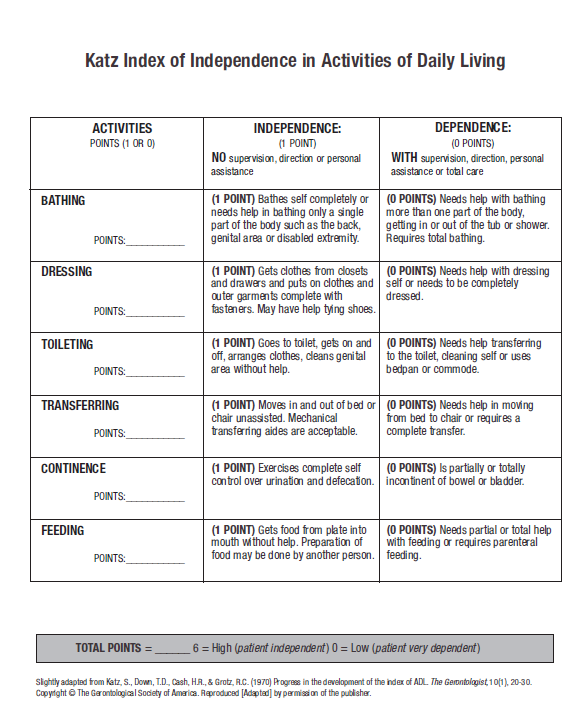 Katz Index of Independence in Activities of Daily Living
ACTIVITIES
POINTS (1 OR 0)
INDEPENDENCE:
(1 POINT)
NO supervision, direction or personal
assistance
DEPENDENCE:
(0 POINTS)
WITH supervision, direction, personal
assistance or total care
BATHING
POINTS:___________
(1 POINT) Bathes self completely or
needs help in bathing only a single
part of the body such as the back,
genital area or disabled extremity.
(0 POINTS) Needs help with bathing
more than one part of the body,
getting in or out of the tub or shower.
Requires total bathing.
DRESSING
POINTS:___________
(1 POINT) Gets clothes from closets
and drawers and puts on clothes and
outer garments complete with
fasteners. May have help tying shoes.
(0 POINTS) Needs help with dressing
self or needs to be completely
dressed.
TOILETING
POINTS:___________
(1 POINT) Goes to toilet, gets on and
off, arranges clothes, cleans genital
area without help.
(0 POINTS) Needs help transferring
to the toilet, cleaning self or uses
bedpan or commode.
TRANSFERRING
POINTS:___________
(1 POINT) Moves in and out of bed or
chair unassisted. Mechanical
transferring aides are acceptable.
(0 POINTS) Needs help in moving
from bed to chair or requires a
complete transfer.
CONTINENCE
POINTS:___________
(1 POINT) Exercises complete self
control over urination and defecation.
(0 POINTS) Is partially or totally
incontinent of bowel or bladder.
FEEDING
POINTS:___________
(1 POINT) Gets food from plate into
mouth without help. Preparation of
food may be done by another person.
(0 POINTS) Needs partial or total help
with feeding or requires parenteral
feeding.
TOTAL POINTS = ______ 6 = High (patient independent) 0 = Low (patient very dependent)
Slightly adapted from Katz, S., Down, T.D., Cash, H.R., & Grotz, R.C. (1970) Progress in the development of the index of ADL. The Gerontologist, 10(1), 20-30.
Copyright © The Gerontological Society of America. Reproduced [Adapted] by permission of the publisher.